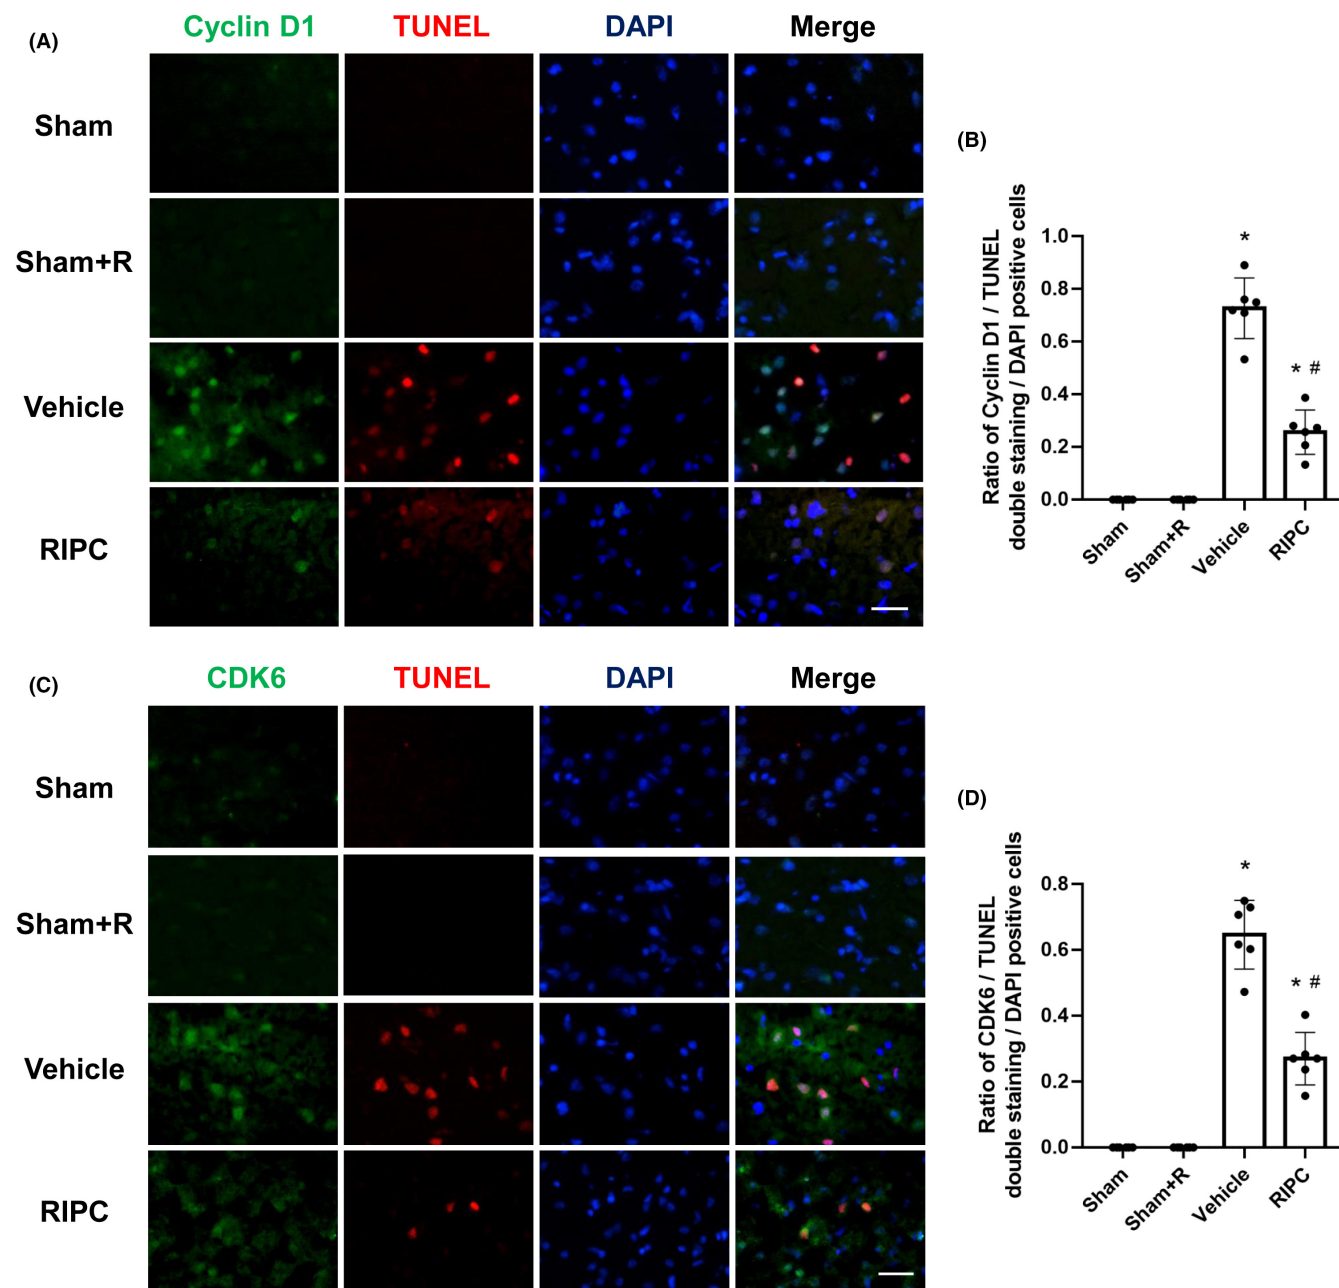 (A)
Cyclin D1 TUNEL DAPI Merge
Sham
Sham+R
Vehicle
RIPC
(B)
Ratio of Cyclin D1 / TUNEL
double staining / DAPI positive cells
1.0
0.8
0.6
0.4
0.2
0.0
*
* #
Sham
Sham+R
Vehicle
RIPC
(C)
CDK6 TUNEL DAPI Merge
Sham
Sham+R
Vehicle
RIPC
(D)
Ratio of CDK6 / TUNEL
double staining / DAPI positive cells
0.8
0.6
0.4
0.2
0.0
*
* #
Sham
Sham+R
Vehicle
RIPC